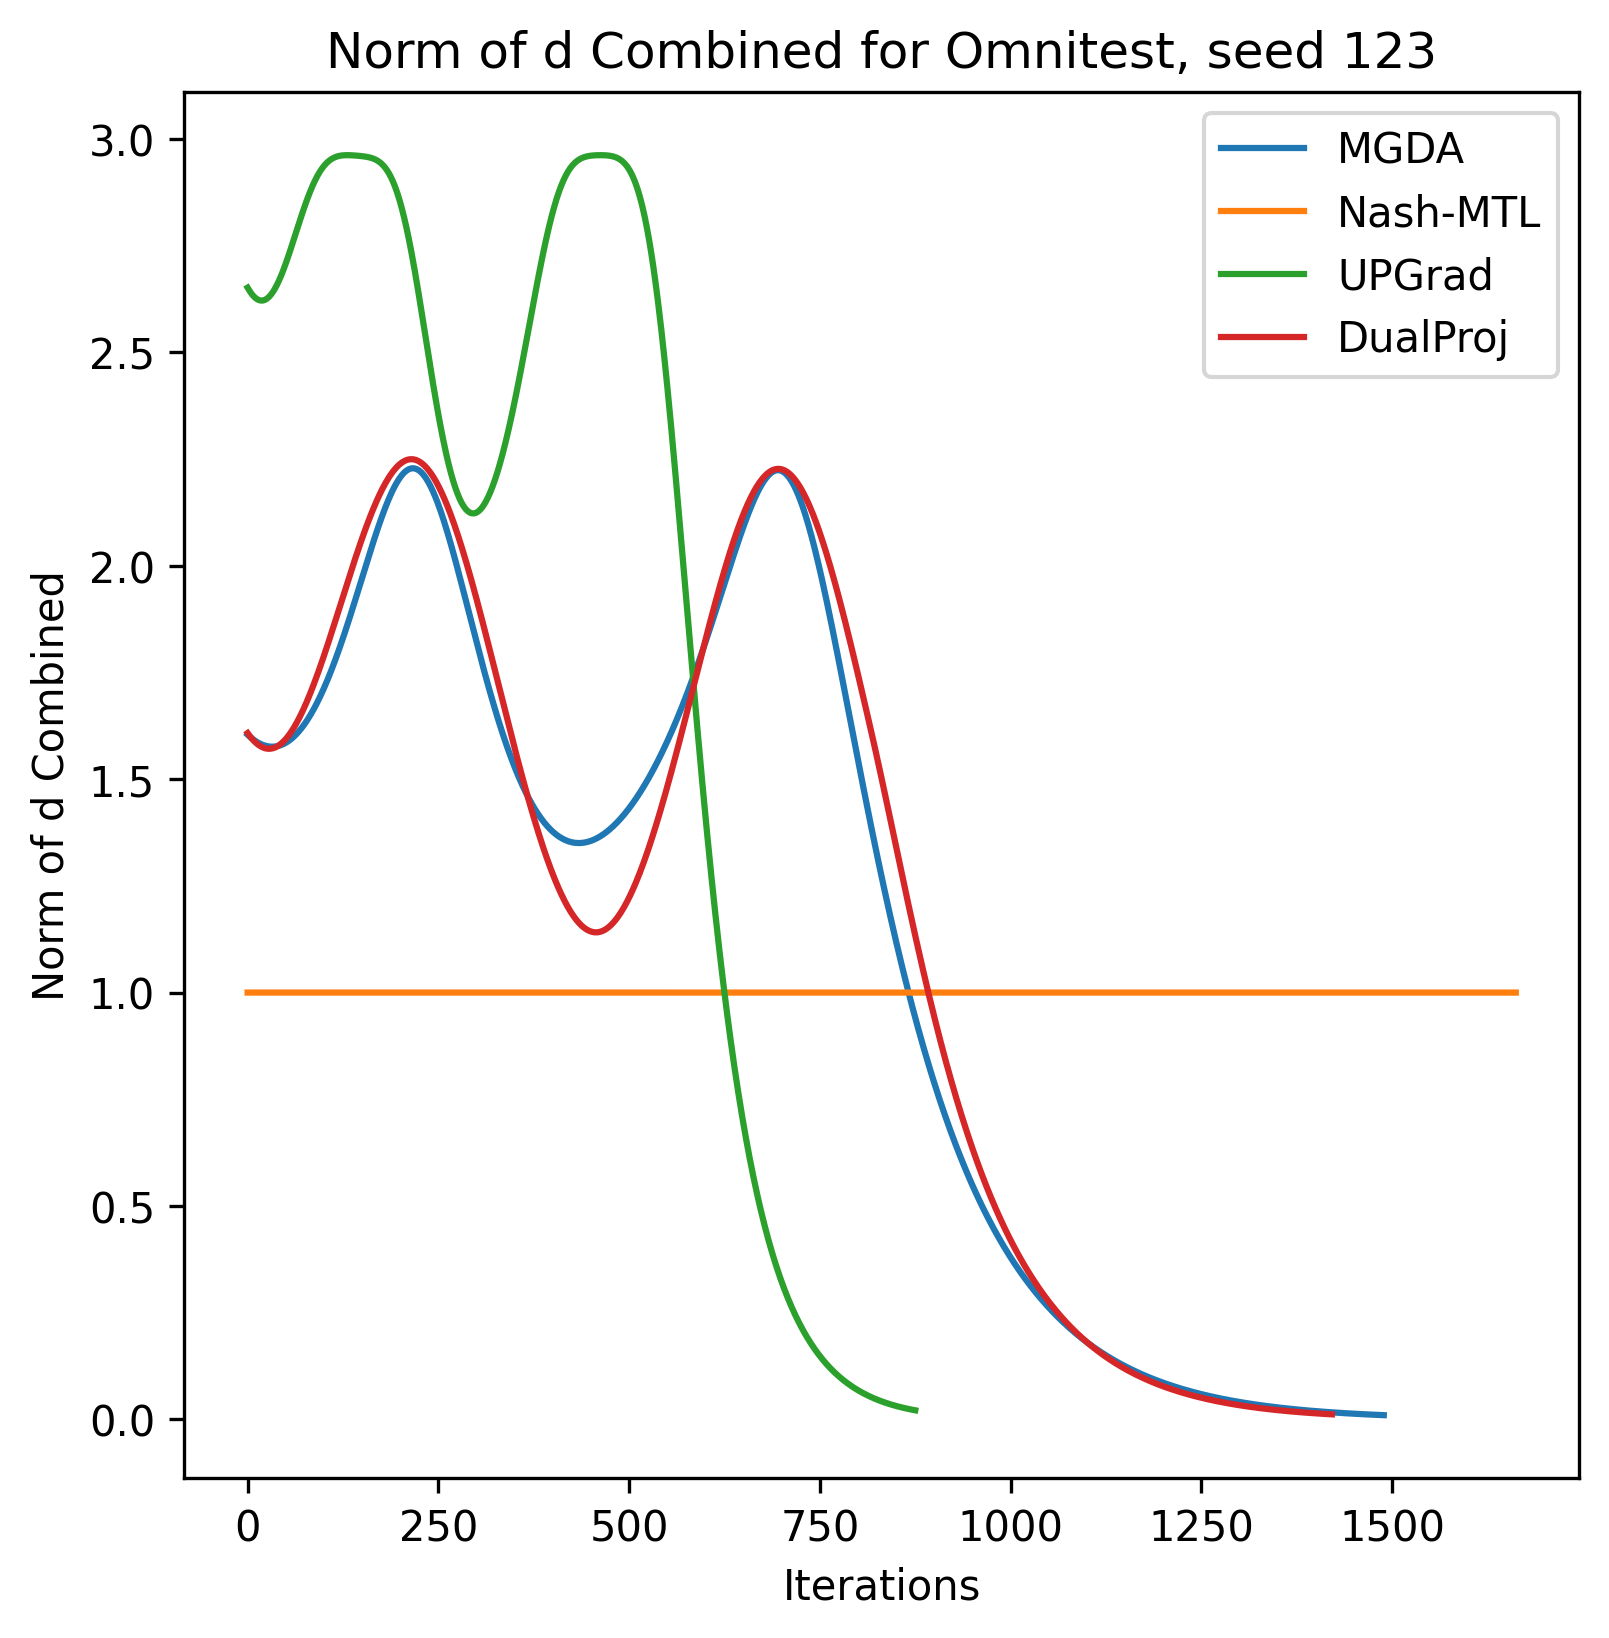 Norm of d Combined for Omnitest, seed 123
MGDA
Nash-MTL
UPGrad
DualProj
Norm of d Combined
3.0
2.5
2.0
1.5
1.0
0.5
0.0
0 250 500 750 1000 1250 1500
Iterations